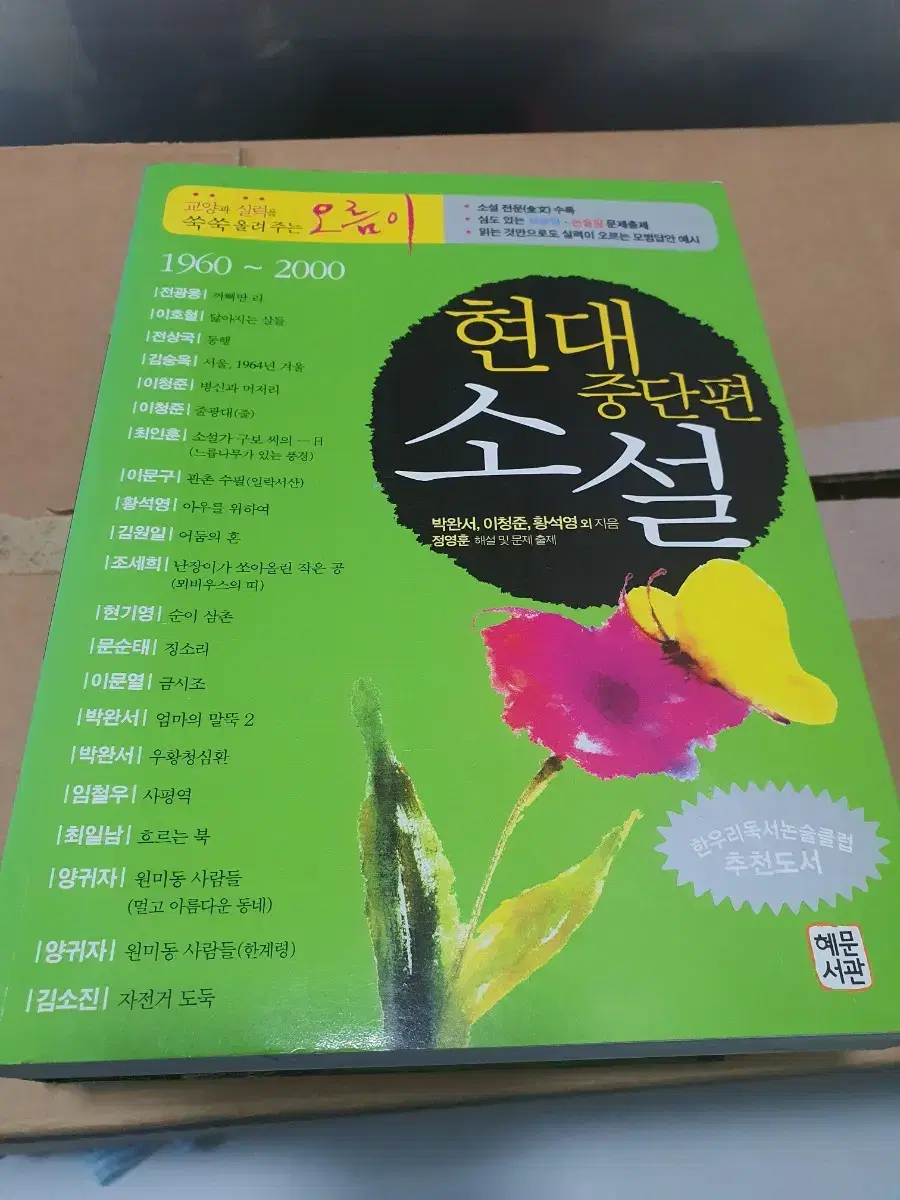 교양과 실력을
쑥쑥 올려 주는 오름이
• 소설 전문(全文) 수록
• 심도 있는 · 논술형 문제출제
• 읽는 것만으로도 실력이 오르는 모범답안 예시
1960 ~ 2000
|전광용| 꺼삐딴 리
|이호철| 닳아지는 살들
|전상국| 동행
|김승옥| 서울, 1964년 겨울
|이청준| 병신과 머저리
|이청준| 줄광대(줄)
|최인훈| 소설가 구보 씨의 一日
(느릅나무가 있는 풍경)
|이문구| 관촌 수필(일락서산)
|황석영| 아우를 위하여
|김원일| 어둠의 혼
|조세희| 난장이가 쏘아올린 작은 공
(뫼비우스의 띠)
|현기영| 순이 삼촌
|문순태| 징소리
|이문열| 금시조
|박완서| 엄마의 말뚝 2
|박완서| 우황청심환
|임철우| 사평역
|최일남| 흐르는 북
|양귀자| 원미동 사람들
(멀고 아름다운 동네)
|양귀자| 원미동 사람들(한계령)
|김소진| 자전거 도둑
현대
중단편
소설
박완서, 이청준, 황석영 외 지음
정영훈 해설 및 문제 출제
한우리독서논술클럽
추천도서
혜문
서관